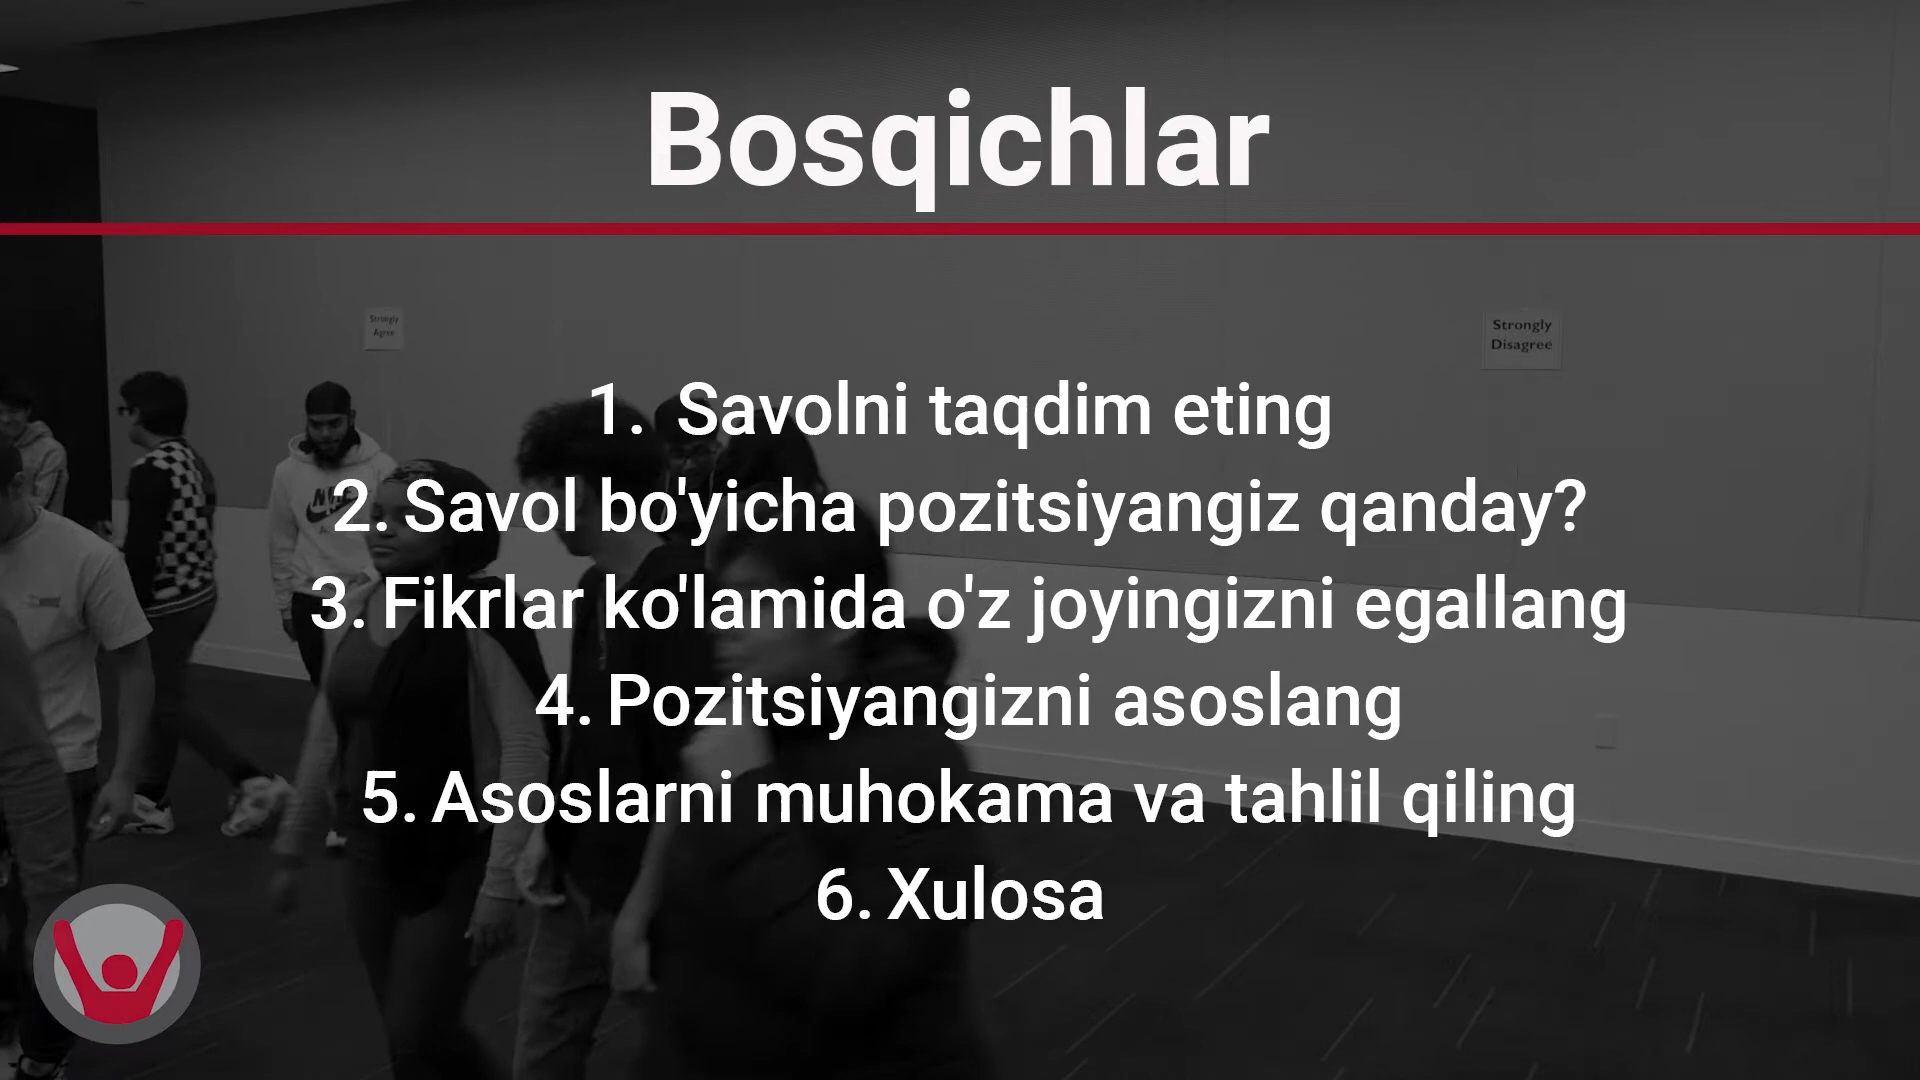 Bosqichlar
Strongly
Agree
Strongly
Disagree
1. Savolni taqdim eting
2. Savol bo'yicha pozitsiyangiz qanday?
3. Fikrlar ko'lamida o'z joyingizni egallang
4. Pozitsiyangizni asoslang
5. Asoslarni muhokama va tahlil qiling
6. Xulosa